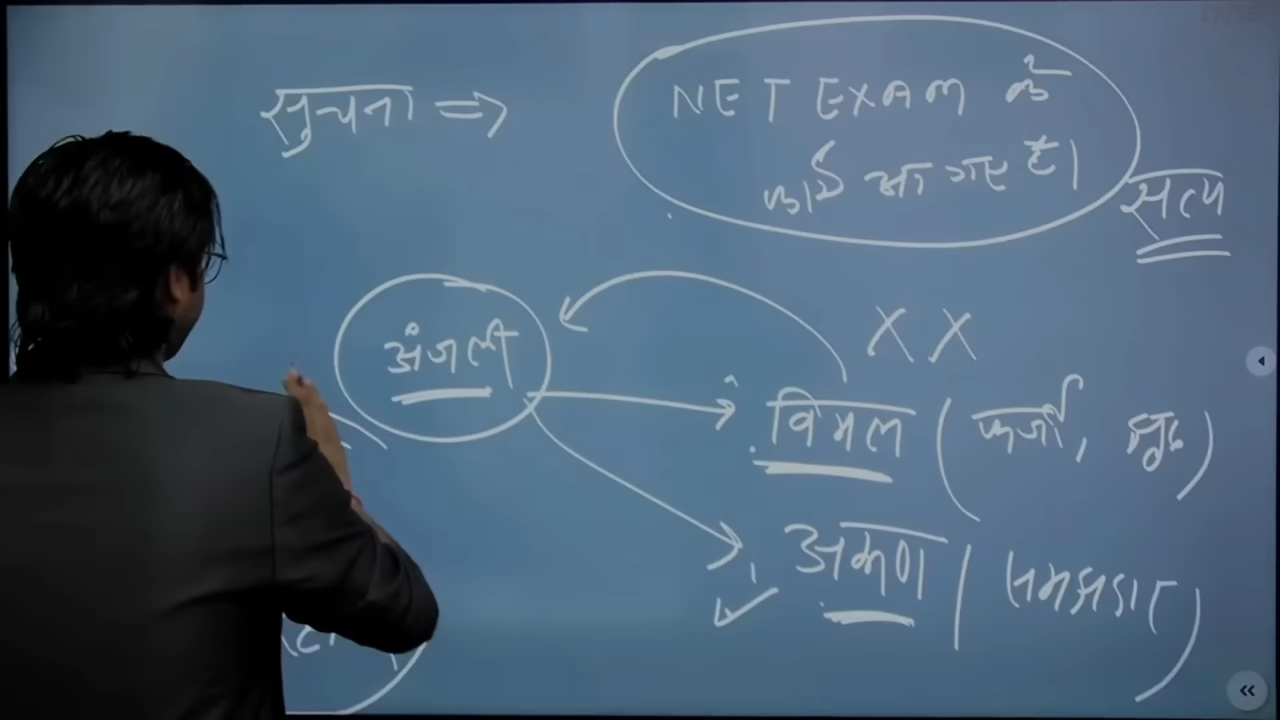 सुचना ⇒ NET EXAM के
फार्म आ गए है।
सत्य
अंजली
X X
विमल (फर्जी, झुठ)
अरूण (समझदार)